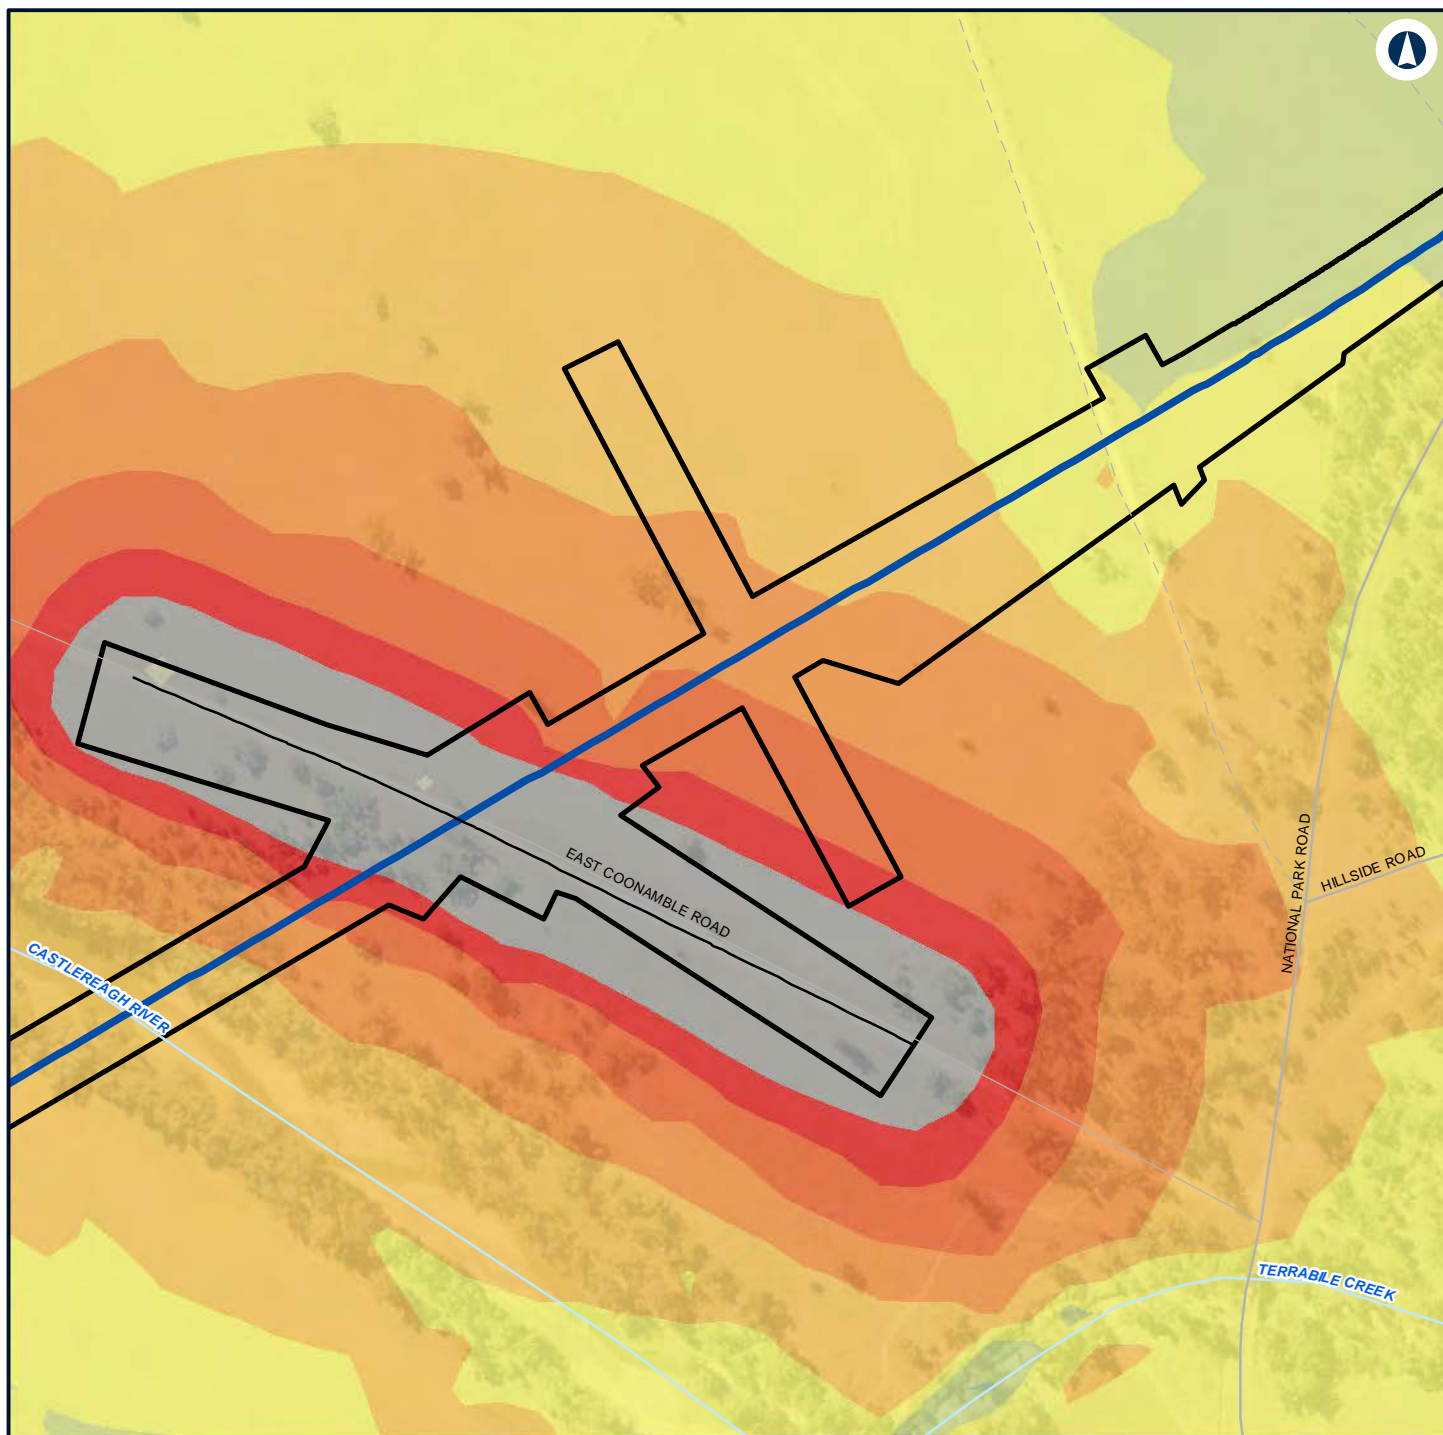 EAST COONAMBLE ROAD
NATIONAL PARK ROAD
HILLSIDE ROAD
CASTLEREAGH RIVER
TERRABILE CREEK